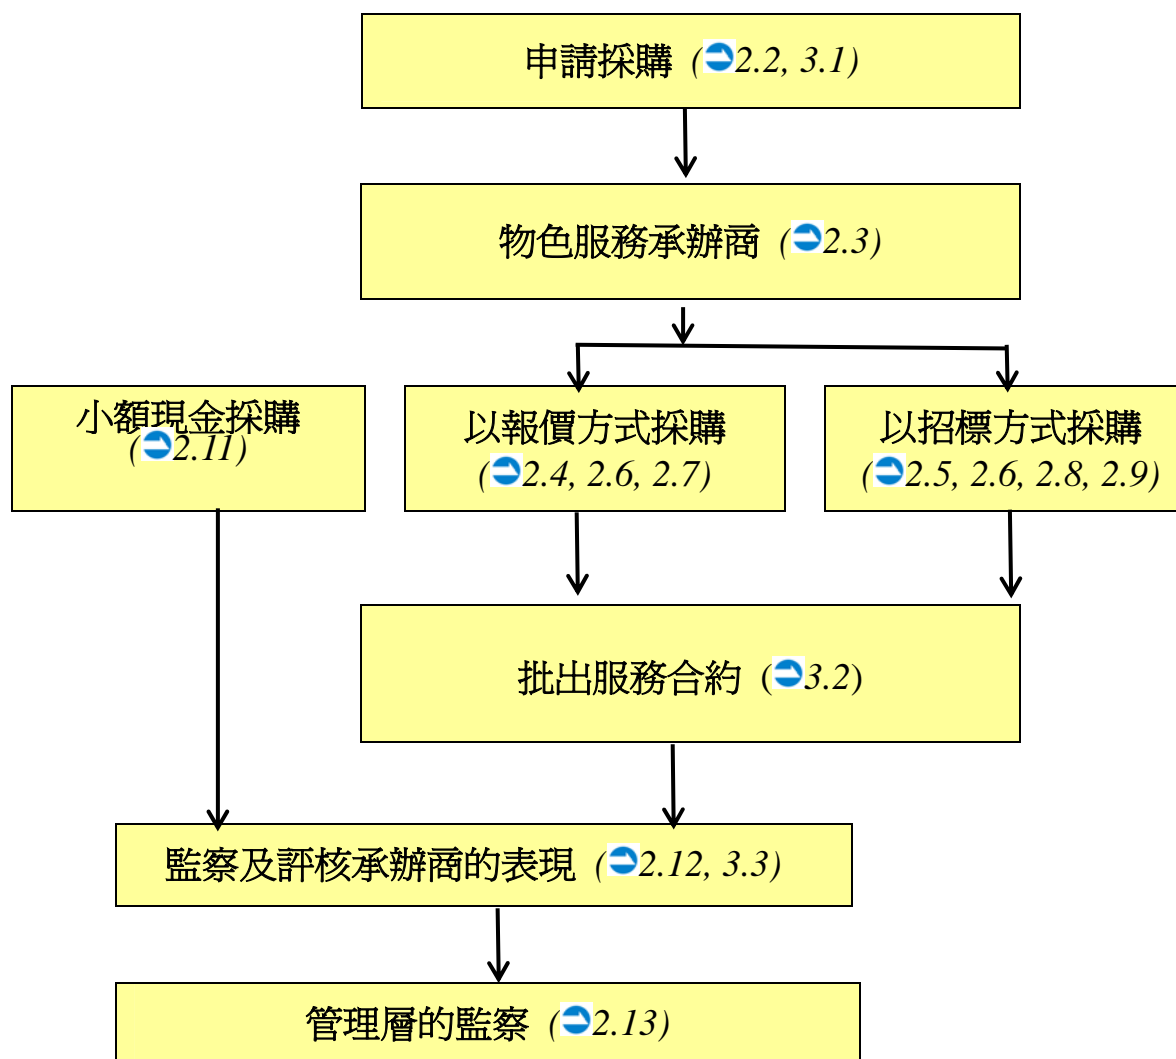 申請採購 (➲2.2, 3.1)
物色服務承辦商 (➲2.3)
小額現金採購
(➲2.11)
以報價方式採購
(➲2.4, 2.6, 2.7)
以招標方式採購
(➲2.5, 2.6, 2.8, 2.9)
批出服務合約 (➲3.2)
監察及評核承辦商的表現 (➲2.12, 3.3)
管理層的監察 (➲2.13)